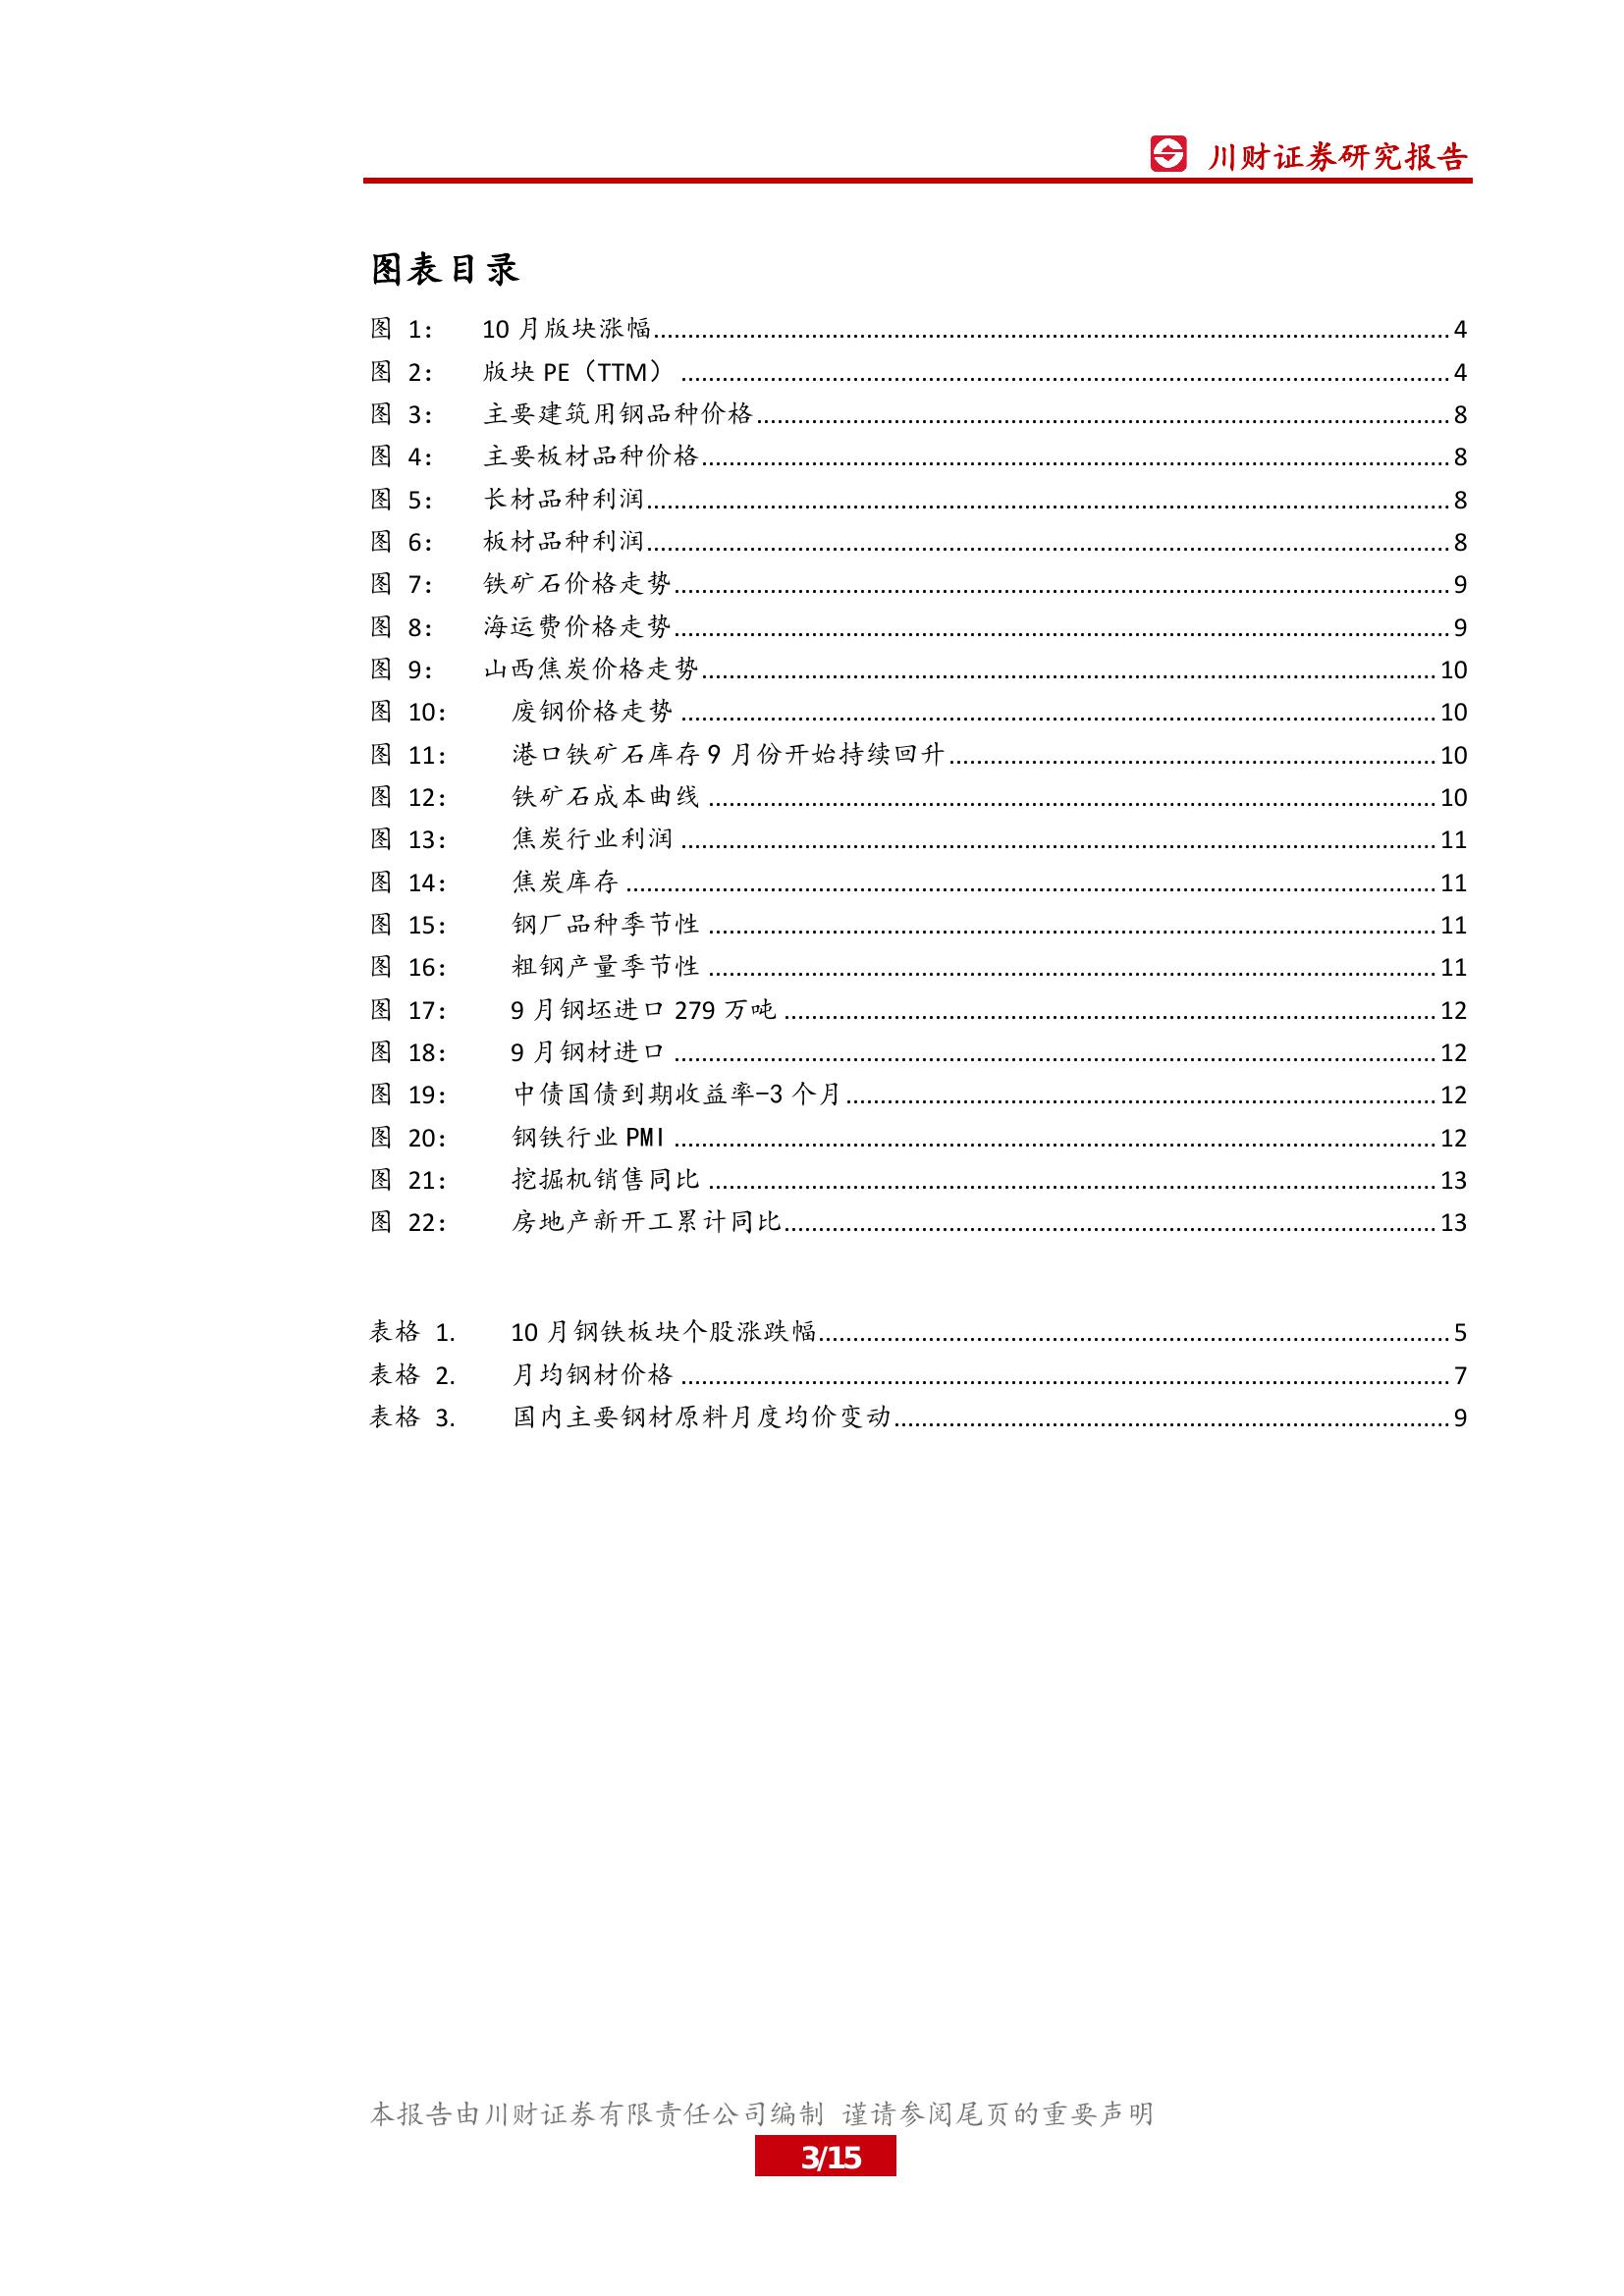 川财证券研究报告
图表目录
图 1： 10 月版块涨幅 4
图 2： 版块 PE（TTM） 4
图 3： 主要建筑用钢品种价格 8
图 4： 主要板材品种价格 8
图 5： 长材品种利润 8
图 6： 板材品种利润 8
图 7： 铁矿石价格走势 9
图 8： 海运费价格走势 9
图 9： 山西焦炭价格走势 10
图 10： 废钢价格走势 10
图 11： 港口铁矿石库存 9 月份开始持续回升 10
图 12： 铁矿石成本曲线 10
图 13： 焦炭行业利润 11
图 14： 焦炭库存 11
图 15： 钢厂品种季节性 11
图 16： 粗钢产量季节性 11
图 17： 9 月钢坯进口 279 万吨 12
图 18： 9 月钢材进口 12
图 19： 中债国债到期收益率-3 个月 12
图 20： 钢铁行业 PMI 12
图 21： 挖掘机销售同比 13
图 22： 房地产新开工累计同比 13
表格 1. 10 月钢铁板块个股涨跌幅 5
表格 2. 月均钢材价格 7
表格 3. 国内主要钢材原料月度均价变动 9
本报告由川财证券有限责任公司编制 谨请参阅尾页的重要声明
3/15